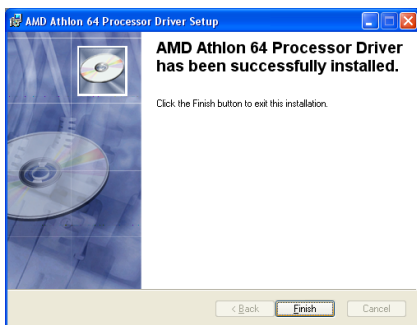 AMD Athlon 64 Processor Driver Setup
AMD Athlon 64 Processor Driver
has been successfully installed.
Click the Finish button to exit this installation.
< Back
Finish
Cancel